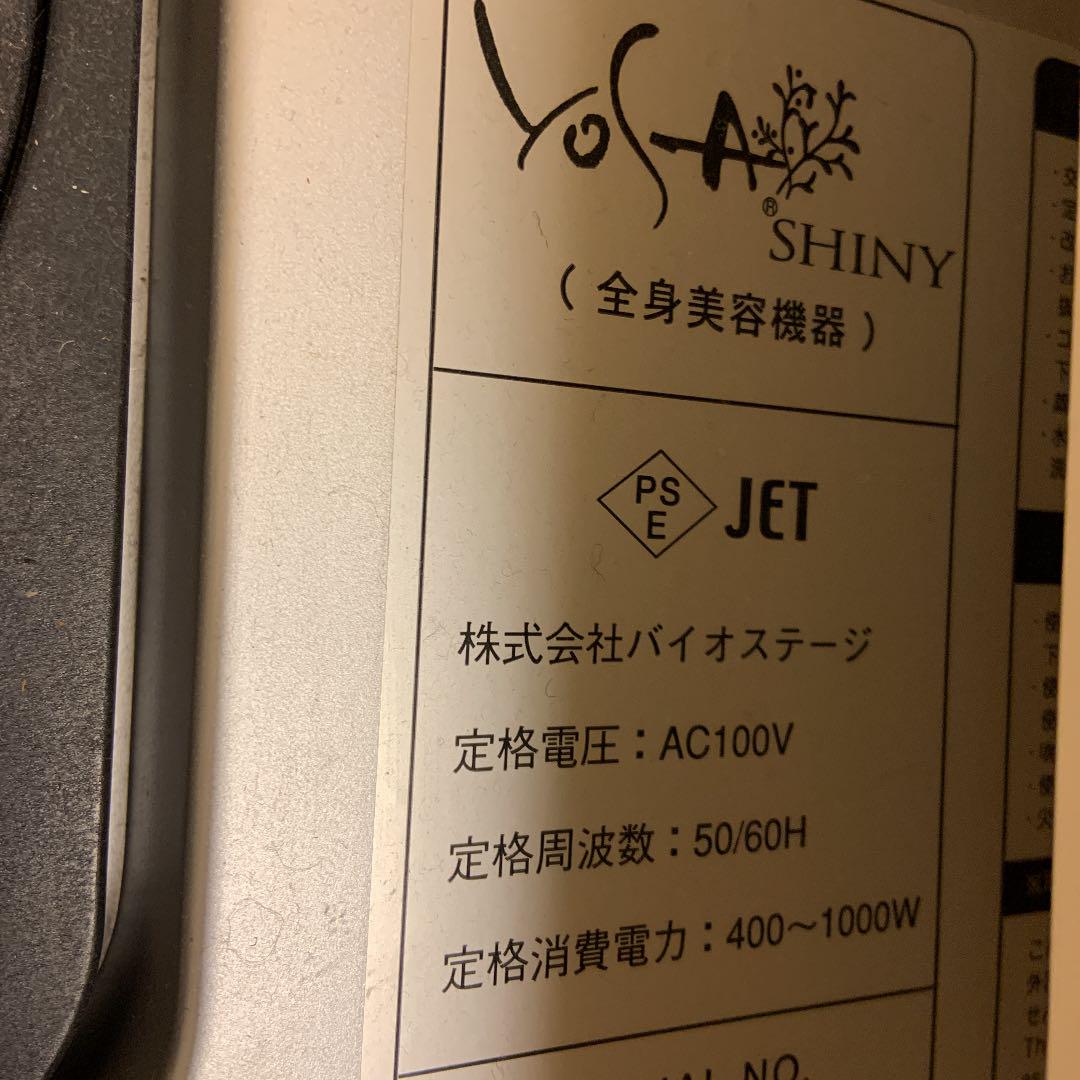 YOSA®
SHINY
(全身美容機器)
PS
E
JET
株式会社バイオステージ
定格電圧：AC100V
定格周波数：50/60H
定格消費電力：400～1000W
NO.